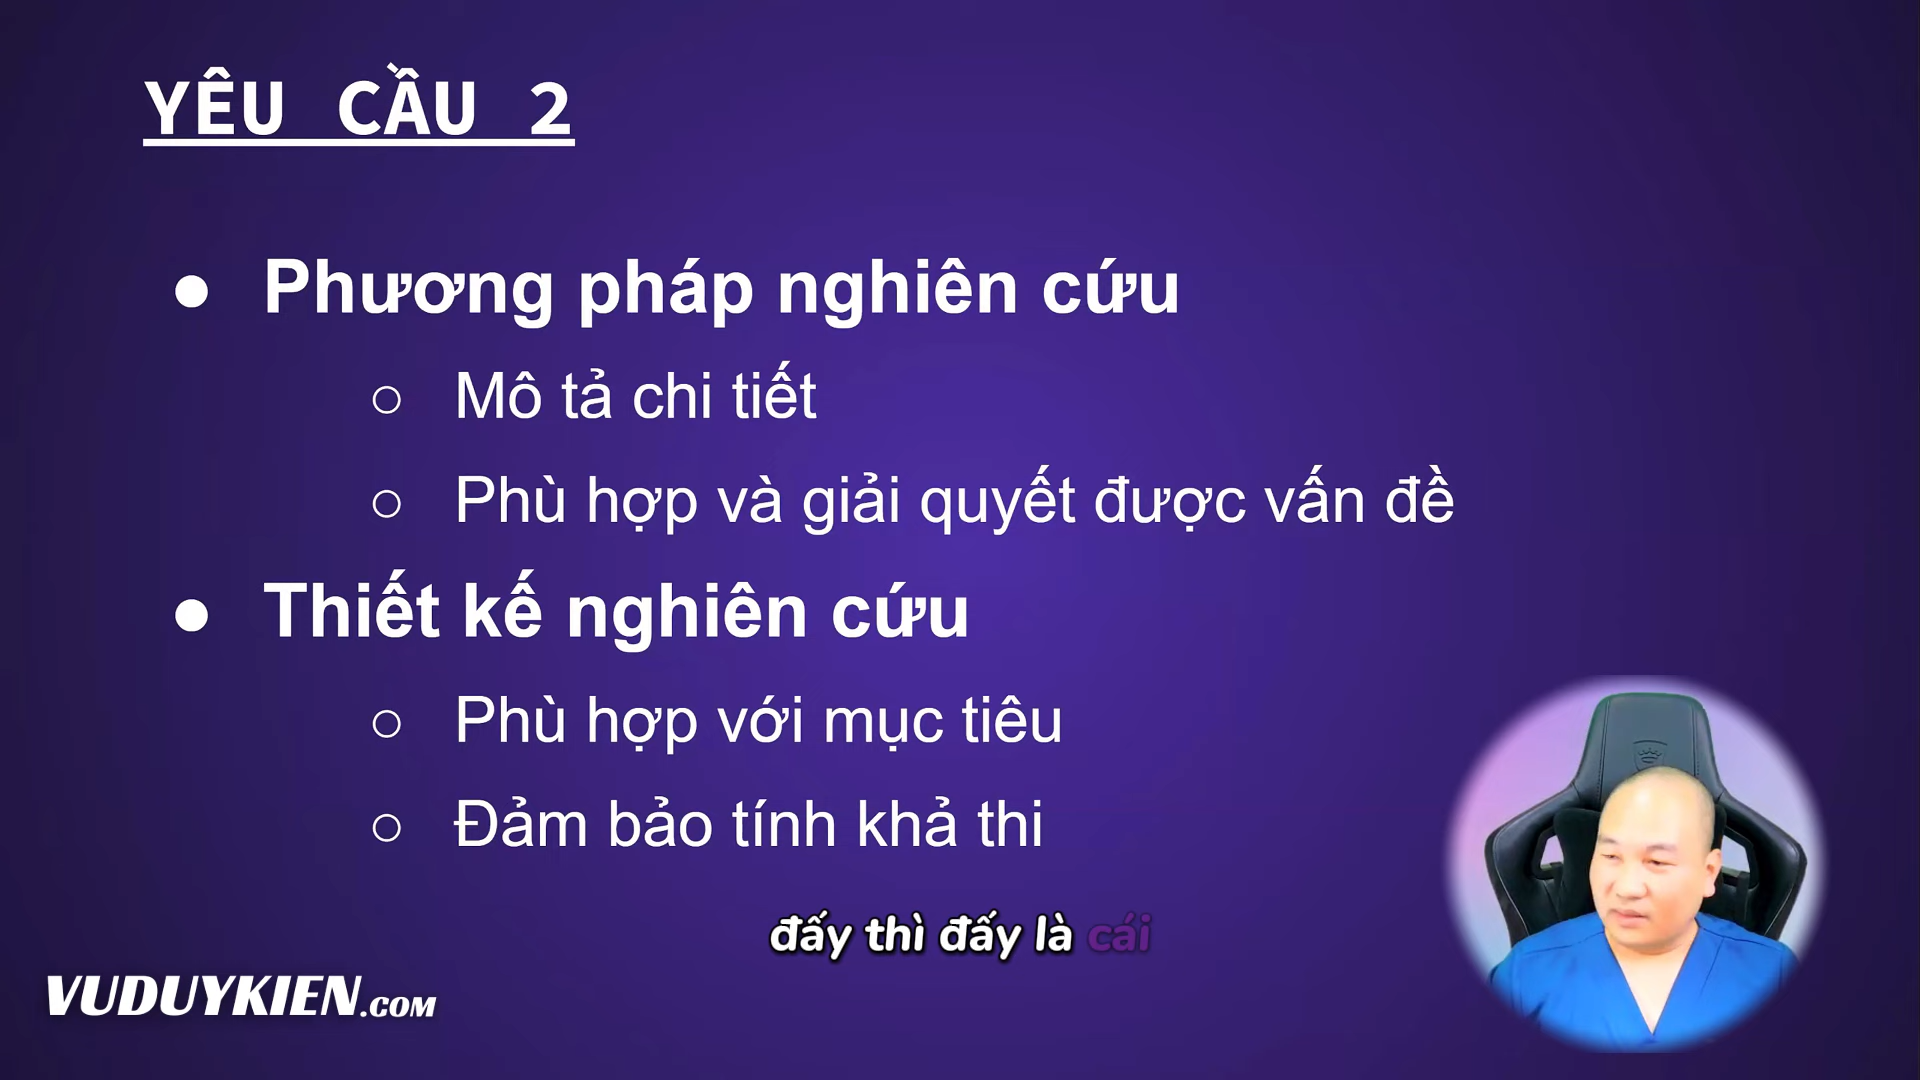 YÊU CẦU 2
● Phương pháp nghiên cứu
○ Mô tả chi tiết
○ Phù hợp và giải quyết được vấn đề
● Thiết kế nghiên cứu
○ Phù hợp với mục tiêu
○ Đảm bảo tính khả thi
đấy thì đấy là cái
VUDUYKIEN.COM